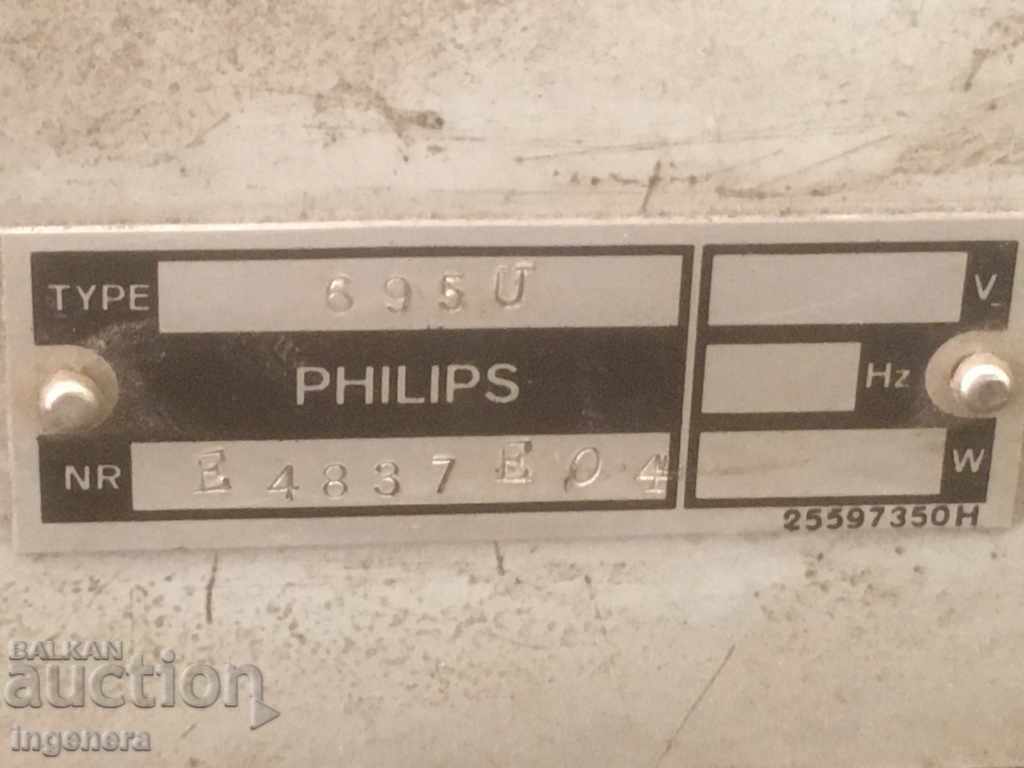 TYPE 695U V
PHILIPS Hz
NR E4837E04 W
25597350H
BALKAN
auction
ingenera